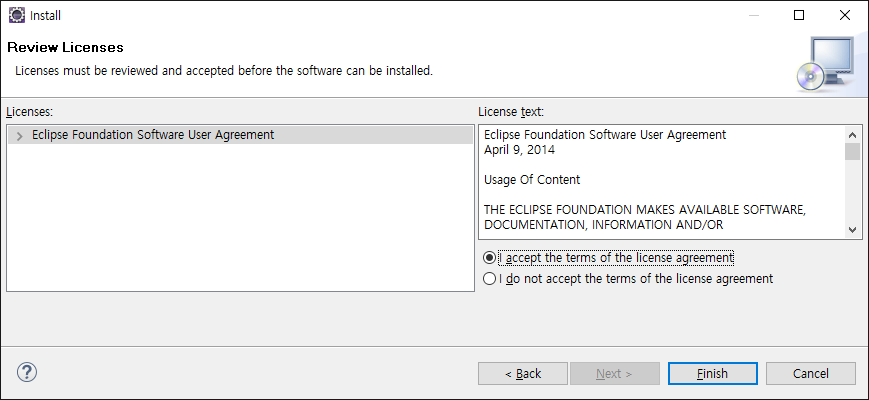 Install
Review Licenses
Licenses must be reviewed and accepted before the software can be installed.
Licenses:
Eclipse Foundation Software User Agreement
License text:
Eclipse Foundation Software User Agreement
April 9, 2014
Usage Of Content
THE ECLIPSE FOUNDATION MAKES AVAILABLE SOFTWARE,
DOCUMENTATION, INFORMATION AND/OR
I accept the terms of the license agreement
I do not accept the terms of the license agreement
?
< Back
Next >
Finish
Cancel